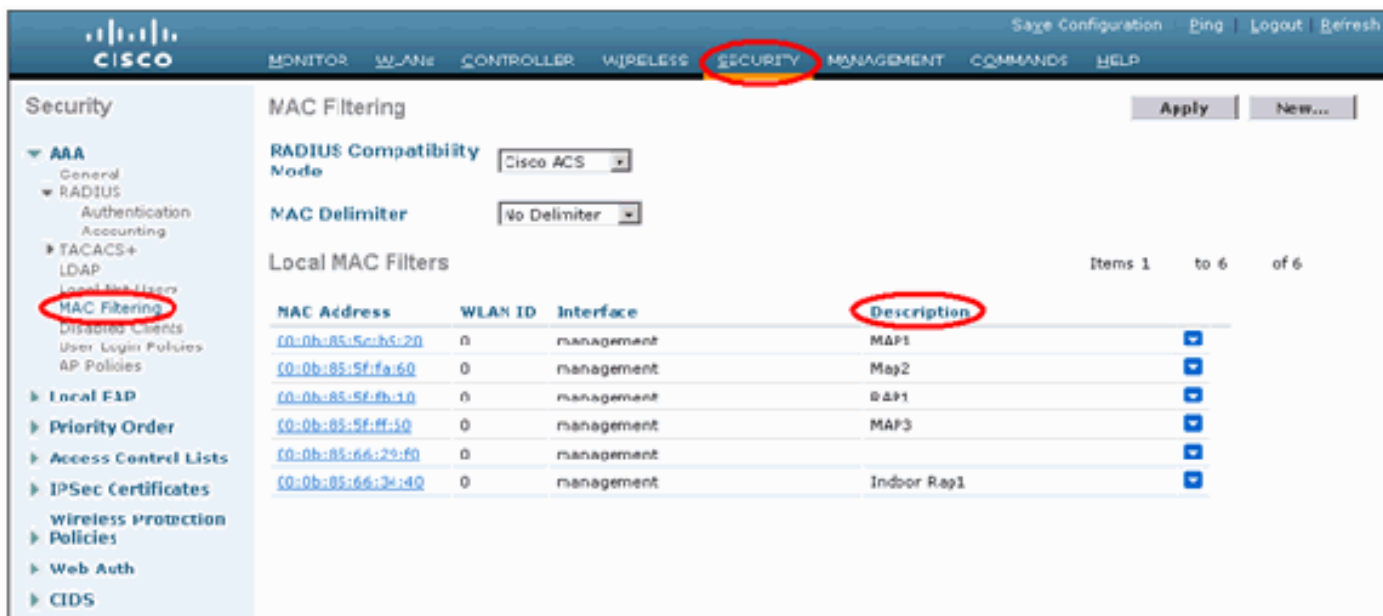 Save Configuration | Ping | Logout | Refresh
CISCO
MONITOR WLANs CONTROLLER WIRELESS SECURITY MANAGEMENT COMMANDS HELP
Security
MAC Filtering
Apply
New...
AAA
General
RADIUS
Authentication
Accounting
TACACS+
LDAP
Local Net Users
MAC Filtering
Disabled Clients
User Login Policies
AP Policies
Local EAP
Priority Order
Access Control Lists
IPSec Certificates
Wireless Protection
Policies
Web Auth
CIDS
RADIUS Compatibility
Mode
Cisco ACS
MAC Delimiter
No Delimiter
Local MAC Filters
Items 1 to 6 of 6
MAC Address WLAN ID Interface Description
00:0b:85:5c:b5:20 0 management MAP1
00:0b:85:5f:fa:60 0 management Map2
00:0b:85:5f:fb:10 0 management RAP1
00:0b:85:5f:ff:50 0 management MAP3
00:0b:85:66:29:f0 0 management
0 management Indoor Rap1